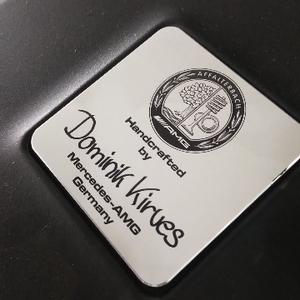 AFFALTERBACH
AMG
Handcrafted
by
Dominik Kirves
Mercedes-AMG
Germany